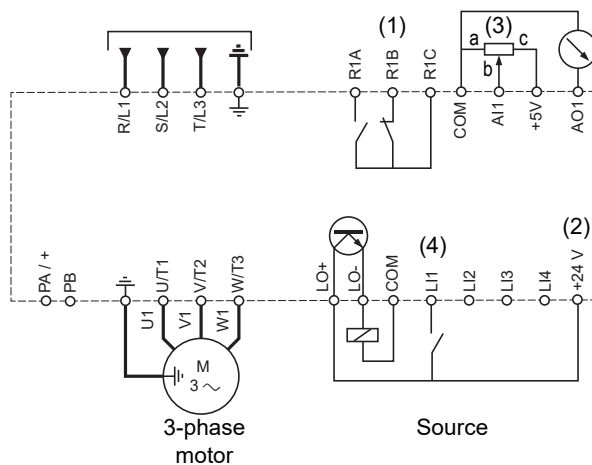 (1)
(3)
a
c
b
R1A
R1B
R1C
COM
AI1
+5V
AO1
R/L1
S/L2
T/L3
(4)
(2)
PA / +
PB
U/T1
V/T2
W/T3
LO+
LO-
COM
LI1
LI2
LI3
LI4
+24 V
U1
V1
W1
M
3 ~
3-phase
motor
Source